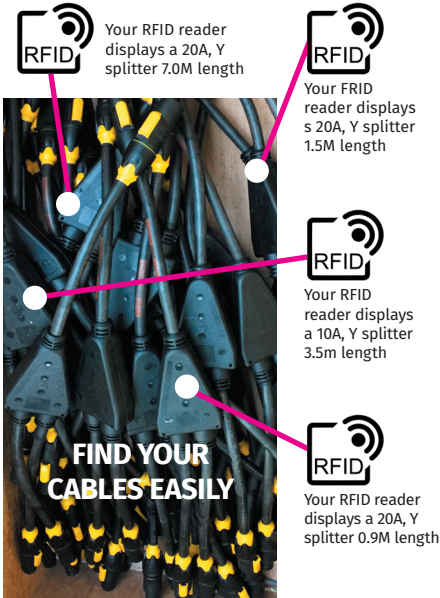 RFID
Your RFID reader
displays a 20A, Y
splitter 7.0M length
RFID
Your FRID
reader displays
s 20A, Y splitter
1.5M length
RFID
Your RFID
reader displays
a 10A, Y splitter
3.5m length
RFID
Your RFID reader
displays a 20A, Y
splitter 0.9M length
FIND YOUR
CABLES EASILY